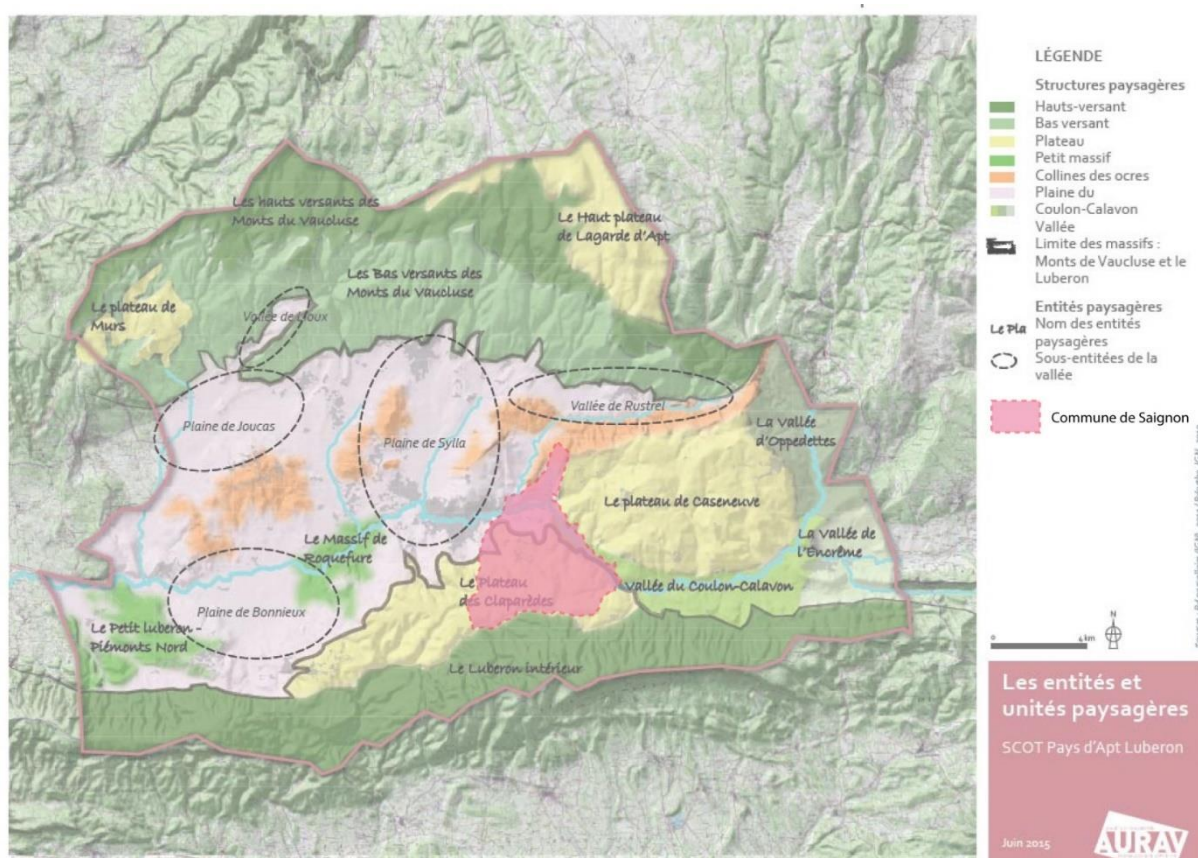 Les hauts versants des
Monts du Vaucluse
Le Haut plateau
de Lagarde d'Apt
Les Bas versants des
Monts du Vaucluse
Le plateau de
Murs
Plaine de Joucas
Plaine de Sylla
Vallée de Rustrel
La Vallée
d'Oppedettes
Le plateau de Caseneuve
Le Massif de
Roquefure
La Vallée de
l'Encrême
Le Plateau
des Claparèdes
Vallée du Coulon-Calavon
Plaine de Bonnieux
Le Petit luberon -
Piémonts Nord
Le Luberon intérieur
LÉGENDE
Structures paysagères
Hauts-versant
Bas versant
Plateau
Petit massif
Collines des ocres
Plaine du
Coulon-Calavon
Vallée
Limite des massifs :
Monts de Vaucluse et le
Luberon
Entités paysagères
Le Pla
Nom des entités
paysagères
Sous-entitées de la
vallée
Commune de Saignon
N
0 4 km
Les entités et
unités paysagères
SCOT Pays d'Apt Luberon
Juin 2015
AURAV